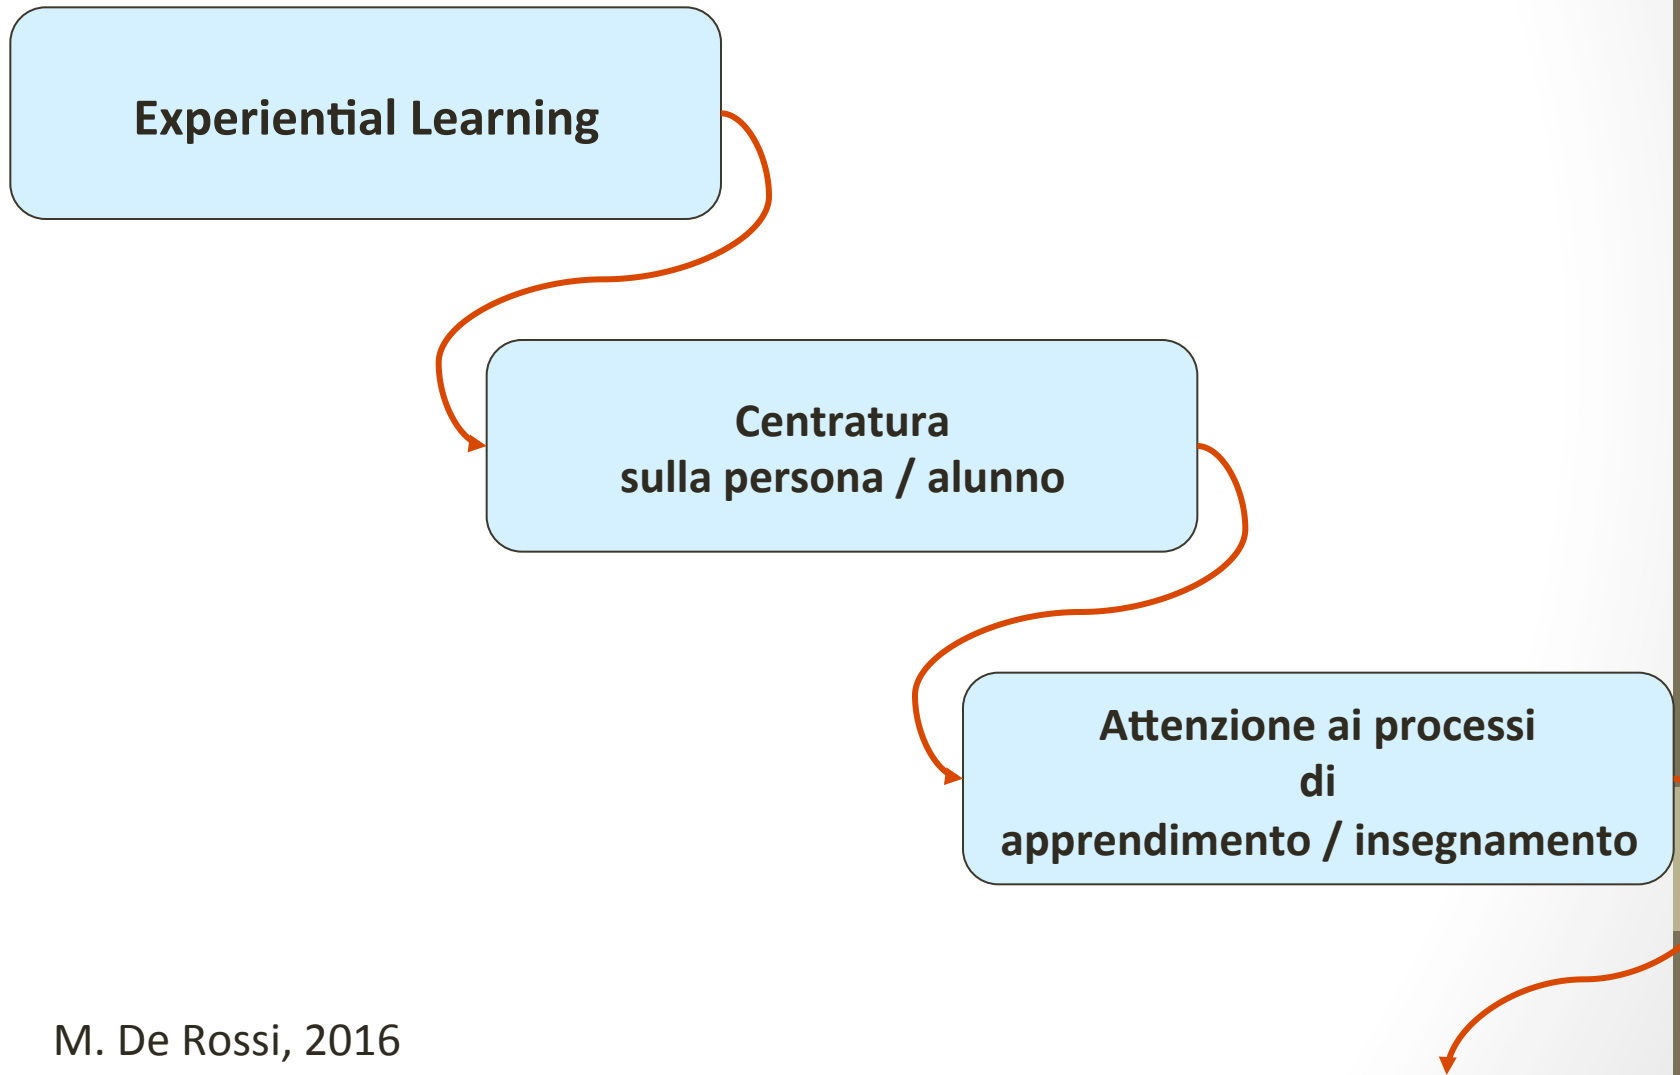 Experiential Learning
Centratura
sulla persona / alunno
Attenzione ai processi
di
apprendimento / insegnamento
M. De Rossi, 2016